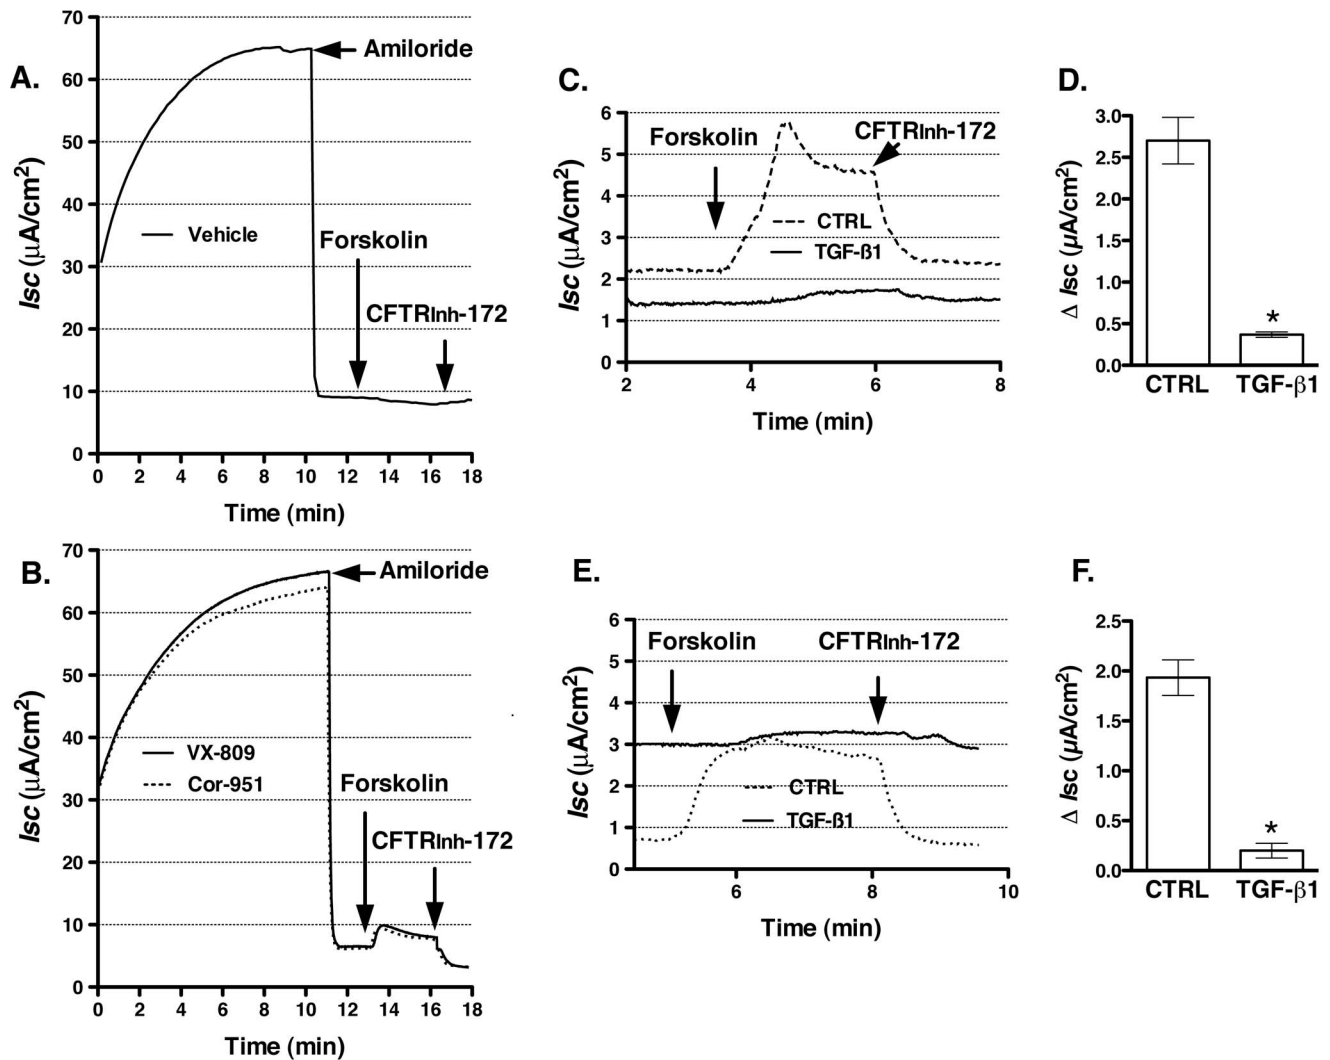 A.
70
60
50
40
30
20
10
0
Isc (µA/cm2)
Amiloride
Vehicle
Forskolin
CFTRInh-172
0 2 4 6 8 10 12 14 16 18
Time (min)
B.
70
60
50
40
30
20
10
0
Isc (µA/cm2)
Amiloride
VX-809
Cor-951
Forskolin
CFTRInh-172
0 2 4 6 8 10 12 14 16 18
Time (min)
C.
6
5
4
3
2
1
0
Isc (µA/cm2)
Forskolin
CFTRInh-172
CTRL
TGF-ß1
2 4 6 8
Time (min)
D.
3.0
2.5
2.0
1.5
1.0
0.5
0.0
Δ Isc (µA/cm2)
*
CTRL TGF-β1
E.
6
5
4
3
2
1
0
Isc (µA/cm2)
Forskolin
CFTRInh-172
CTRL
TGF-ß1
6 8 10
Time (min)
F.
2.5
2.0
1.5
1.0
0.5
0.0
Δ Isc (µA/cm2)
*
CTRL TGF-β1